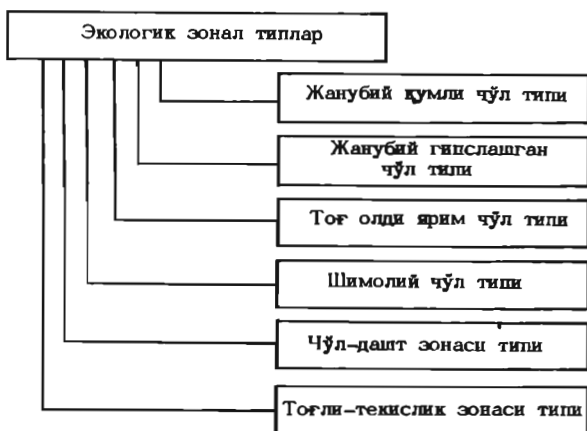 Экологик зонал типлар
Жанубий қумли чўл типи
Жанубий гипслашган
чўл типи
Тоғ олди ярим чўл типи
Шимолий чўл типи
Чўл-дашт зонаси типи
Тоғли-текислик зонаси типи